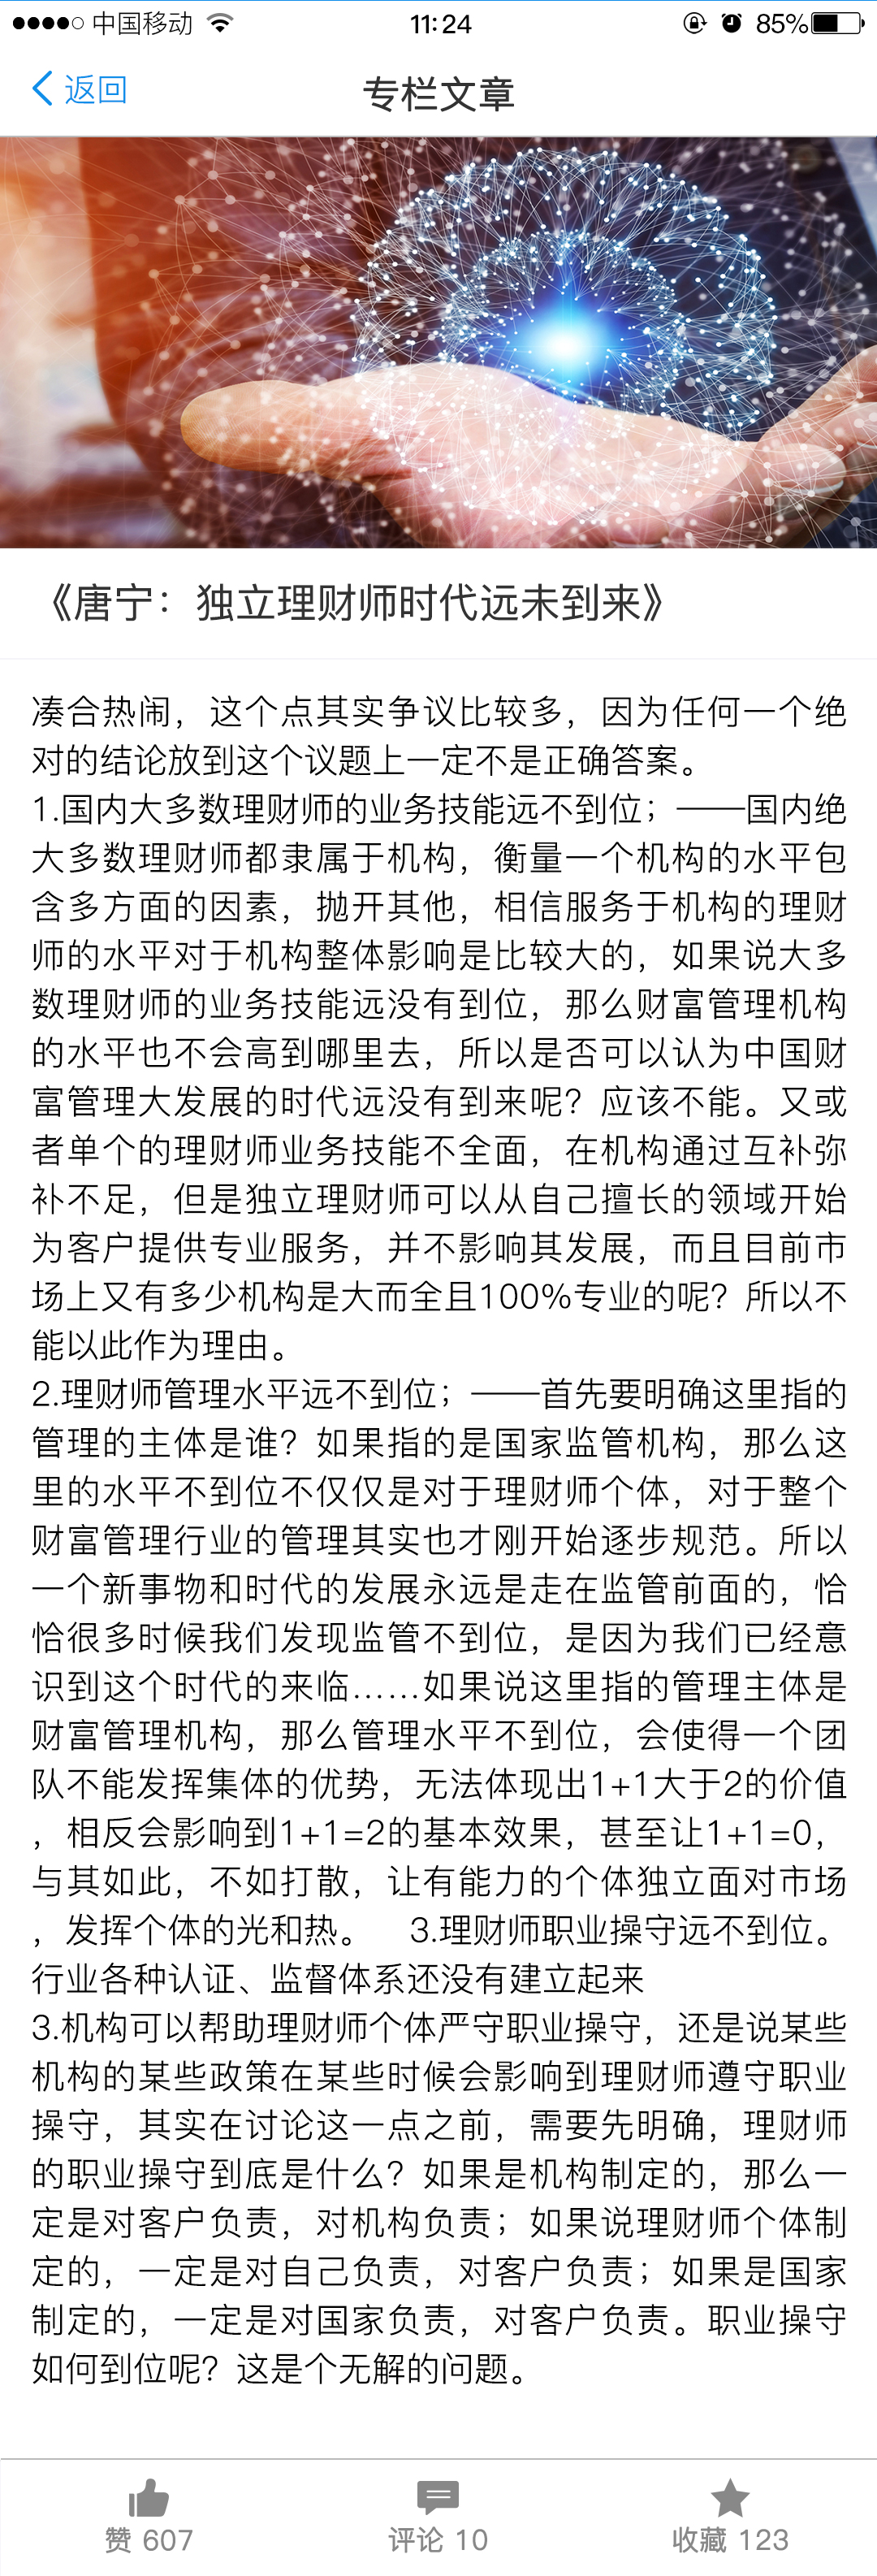 中国移动
11:24
85%
返回
专栏文章
《唐宁：独立理财师时代远未到来》
凑合热闹，这个点其实争议比较多，因为任何一个绝
对的结论放到这个议题上一定不是正确答案。
1.国内大多数理财师的业务技能远不到位；——国内绝
大多数理财师都隶属于机构，衡量一个机构的水平包
含多方面的因素，抛开其他，相信服务于机构的理财
师的水平对于机构整体影响是比较大的，如果说大多
数理财师的业务技能远没有到位，那么财富管理机构
的水平也不会高到哪里去，所以是否可以认为中国财
富管理大发展的时代远没有到来呢？应该不能。又或
者单个的理财师业务技能不全面，在机构通过互补弥
补不足，但是独立理财师可以从自己擅长的领域开始
为客户提供专业服务，并不影响其发展，而且目前市
场上又有多少机构是大而全且100%专业的呢？所以不
能以此作为理由。
2.理财师管理水平远不到位；——首先要明确这里指的
管理的主体是谁？如果指的是国家监管机构，那么这
里的水平不到位不仅仅是对于理财师个体，对于整个
财富管理行业的管理其实也才刚开始逐步规范。所以
一个新事物和时代的发展永远是走在监管前面的，恰
恰很多时候我们发现监管不到位，是因为我们已经意
识到这个时代的来临……如果说这里指的管理主体是
财富管理机构，那么管理水平不到位，会使得一个团
队不能发挥集体的优势，无法体现出1+1大于2的价值
，相反会影响到1+1=2的基本效果，甚至让1+1=0，
与其如此，不如打散，让有能力的个体独立面对市场
，发挥个体的光和热。 3.理财师职业操守远不到位。
行业各种认证、监督体系还没有建立起来
3.机构可以帮助理财师个体严守职业操守，还是说某些
机构的某些政策在某些时候会影响到理财师遵守职业
操守，其实在讨论这一点之前，需要先明确，理财师
的职业操守到底是什么？如果是机构制定的，那么一
定是对客户负责，对机构负责；如果说理财师个体制
定的，一定是对自己负责，对客户负责；如果是国家
制定的，一定是对国家负责，对客户负责。职业操守
如何到位呢？这是个无解的问题。
赞 607
评论 10
收藏 123